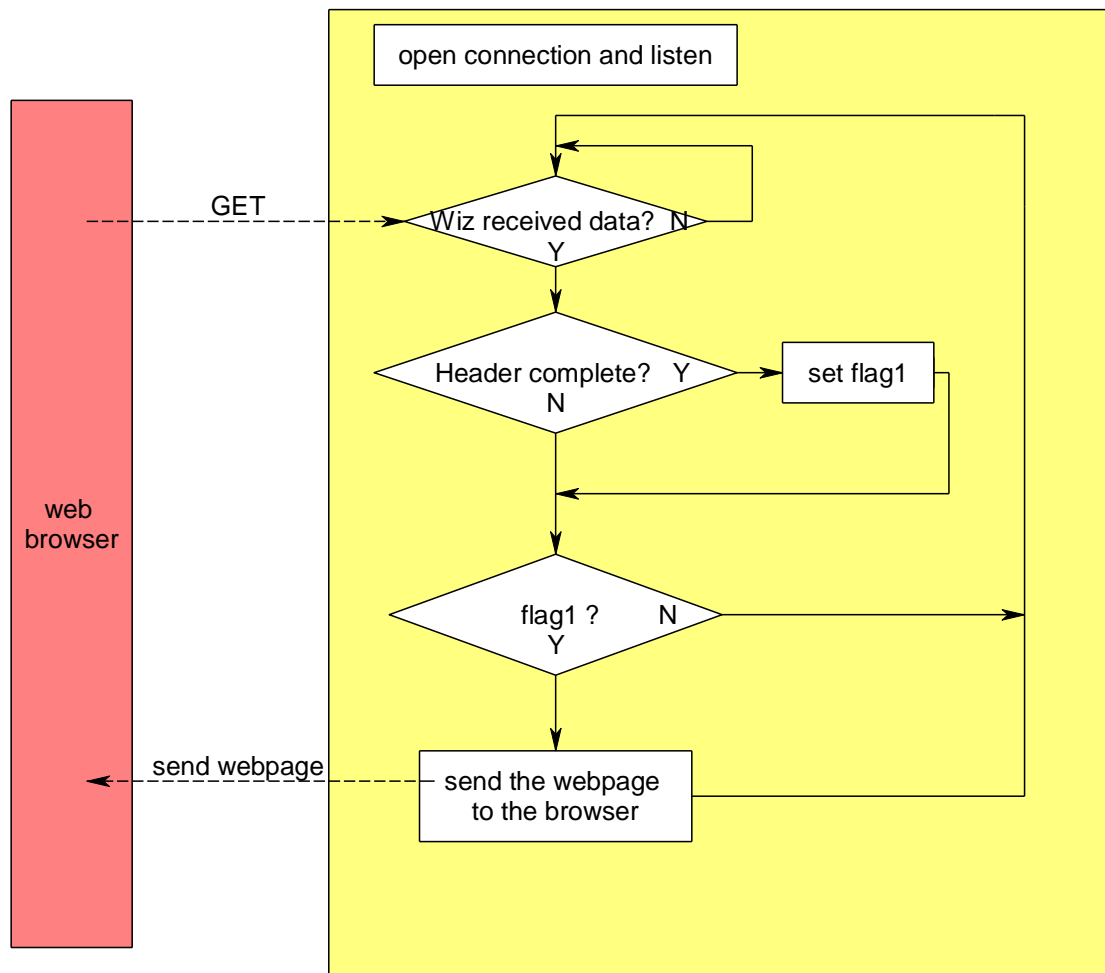 open connection and listen
GET
Wiz received data? N
Y
Header complete? Y
N
set flag1
web
browser
flag1 ? N
Y
send webpage
send the webpage
to the browser